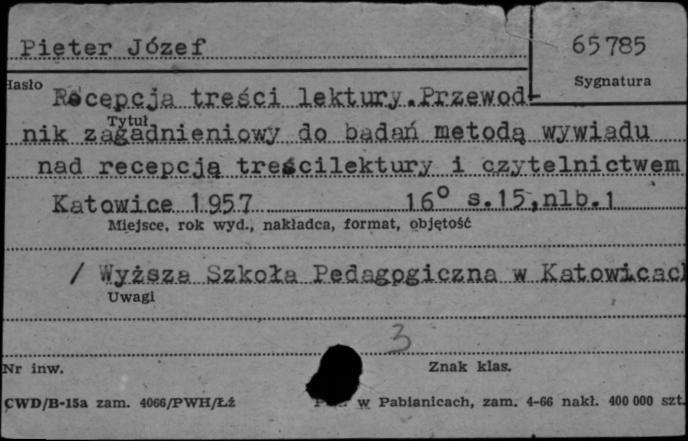 Pieter Józef
65785
Hasło
Sygnatura
Recepcja treści lektury.Przewod-
Tytuł
nik zagadnieniowy do badań metodą wywiadu
nad recepcją treścilektury i czytelnictwem
Katowice 1957 16° s.15,nlb.1
Miejsce, rok wyd., nakładca, format, objętość
/ Wyższa Szkoła Pedagogiczna w Katowicach
Uwagi
3
Nr inw. Znak klas.
CWD/B-15a zam. 4066/PWH/Łź w Pabianicach, zam. 4-66 nakł. 400 000 szt.